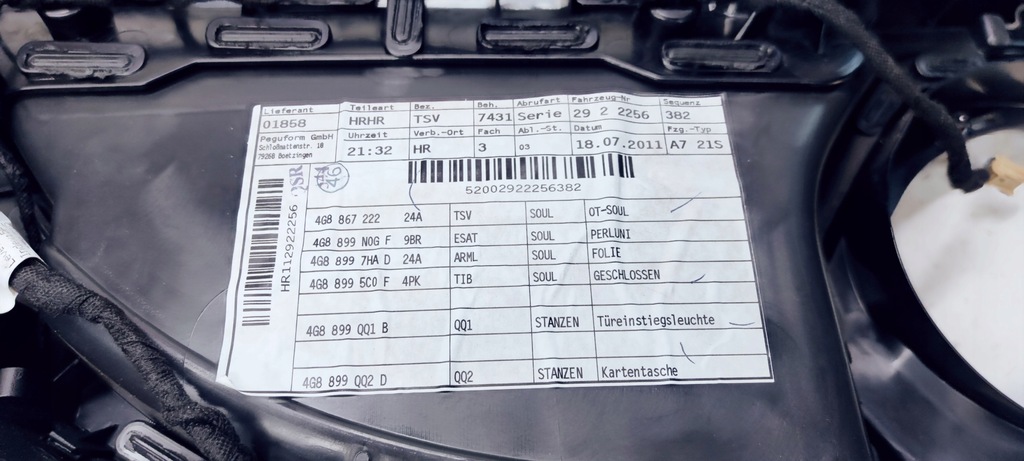 Lieferant Teileart Bez. Beh. Abrufart Fahrzeug-Nr. Sequenz
01858 HRHR TSV 7431 Serie 29 2 2256 382
Peguform GmbH
Schloßmattenstr. 18
79268 Boetzingen
Uhrzeit Verb.-Ort Fach Abl.-St. Datum Fzg.-Typ
21:32 HR 3 03 18.07.2011 A7 21S
46
SR
52002922256382
HR112922256
4G8 867 222 24A TSV SOUL OT-SOUL
4G8 899 N0G F 9BR ESAT SOUL PERLUNI
4G8 899 7HA D 24A ARML SOUL FOLIE
4G8 899 5C0 F 4PK TIB SOUL GESCHLOSSEN
4G8 899 QQ1 B QQ1 STANZEN Türeinstiegsleuchte
4G8 899 QQ2 D QQ2 STANZEN Kartentasche